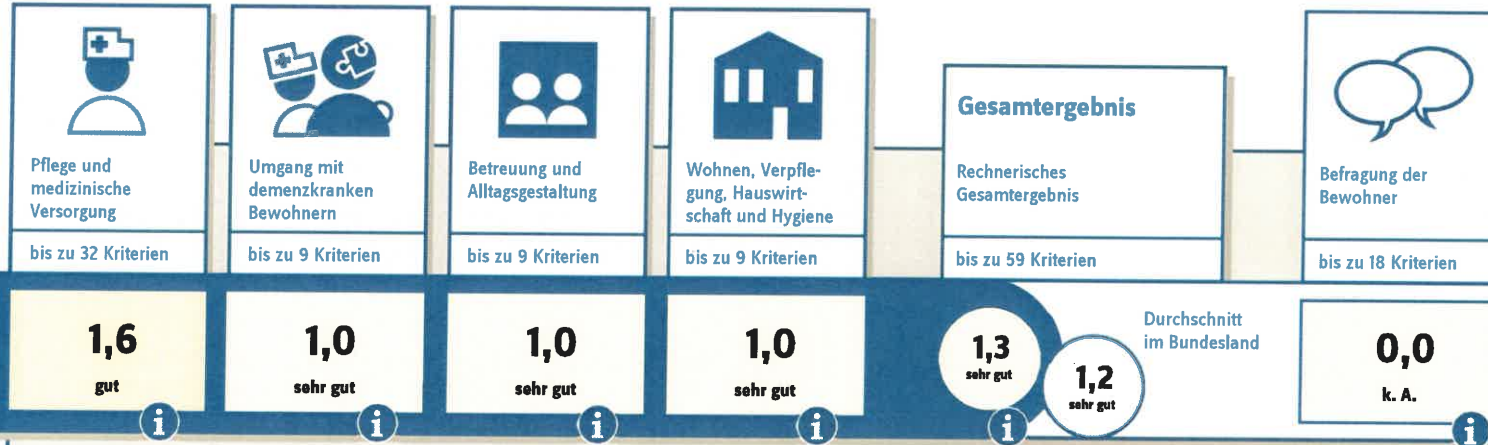 Pflege und
medizinische
Versorgung
bis zu 32 Kriterien
1,6
gut
i
Umgang mit
demenzkranken
Bewohnern
bis zu 9 Kriterien
1,0
sehr gut
i
Betreuung und
Alltagsgestaltung
bis zu 9 Kriterien
1,0
sehr gut
i
Wohnen, Verpfle-
gung, Hauswirt-
schaft und Hygiene
bis zu 9 Kriterien
1,0
sehr gut
i
Gesamtergebnis
Rechnerisches
Gesamtergebnis
bis zu 59 Kriterien
1,3
sehr gut
i
Durchschnitt
im Bundesland
1,2
sehr gut
Befragung der
Bewohner
bis zu 18 Kriterien
0,0
k. A.
i